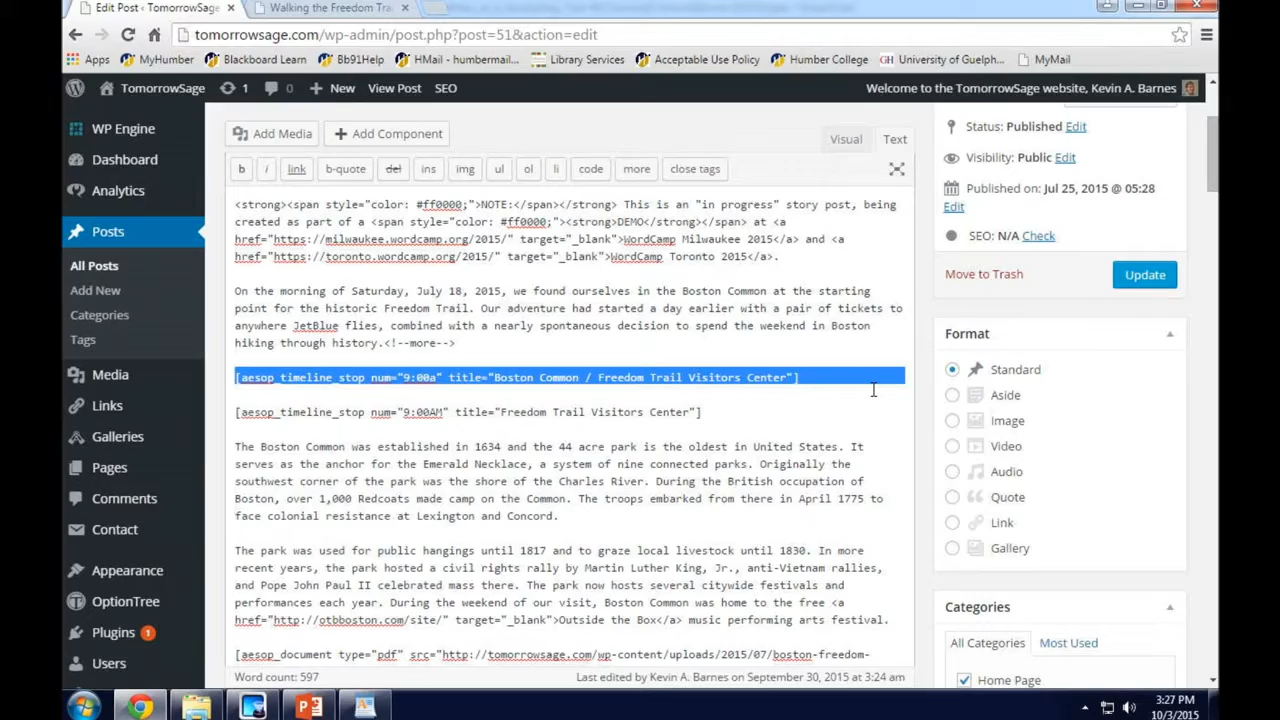 Edit Post ‹ TomorrowSage
Walking the Freedom Tra
tomorrowsage.com/wp-admin/post.php?post=51&action=edit
Apps
MyHumber
Blackboard Learn
Bb91Help
HMail - humbermail...
Library Services
Acceptable Use Policy
Humber College
GH University of Guelph...
MyMail
TomorrowSage
1
0
New
View Post
SEO
Welcome to the TomorrowSage website, Kevin A. Barnes
WP Engine
Dashboard
Analytics
Posts
All Posts
Add New
Categories
Tags
Media
Links
Galleries
Pages
Comments
Contact
Appearance
OptionTree
Plugins 1
Users
Add Media
Add Component
Visual
Text
b
i
link
b-quote
del
ins
img
ul
ol
li
code
more
close tags
<strong><span style="color: #ff0000;">NOTE:</span></strong> This is an "in progress" story post, being
created as part of a <span style="color: #ff0000;"><strong>DEMO</strong></span> at <a
href="https://milwaukee.wordcamp.org/2015/" target="_blank">WordCamp Milwaukee 2015</a> and <a
href="https://toronto.wordcamp.org/2015/" target="_blank">WordCamp Toronto 2015</a>.
On the morning of Saturday, July 18, 2015, we found ourselves in the Boston Common at the starting
point for the historic Freedom Trail. Our adventure had started a day earlier with a pair of tickets to
anywhere JetBlue flies, combined with a nearly spontaneous decision to spend the weekend in Boston
hiking through history.<!--more-->
[aesop_timeline_stop num="9:00a" title="Boston Common / Freedom Trail Visitors Center"]
[aesop_timeline_stop num="9:00AM" title="Freedom Trail Visitors Center"]
The Boston Common was established in 1634 and the 44 acre park is the oldest in United States. It
serves as the anchor for the Emerald Necklace, a system of nine connected parks. Originally the
southwest corner of the park was the shore of the Charles River. During the British occupation of
Boston, over 1,000 Redcoats made camp on the Common. The troops embarked from there in April 1775 to
face colonial resistance at Lexington and Concord.
The park was used for public hangings until 1817 and to graze local livestock until 1830. In more
recent years, the park hosted a civil rights rally by Martin Luther King, Jr., anti-Vietnam rallies,
and Pope John Paul II celebrated mass there. The park now hosts several citywide festivals and
performances each year. During the weekend of our visit, Boston Common was home to the free <a
href="http://otbboston.com/site/" target="_blank">Outside the Box</a> music performing arts festival.
[aesop_document type="pdf" src="http://tomorrowsage.com/wp-content/uploads/2015/07/boston-freedom-
Word count: 597
Last edited by Kevin A. Barnes on September 30, 2015 at 3:24 am
Status: Published Edit
Visibility: Public Edit
Published on: Jul 25, 2015 @ 05:28
Edit
SEO: N/A Check
Move to Trash
Update
Format
Standard
Aside
Image
Video
Audio
Quote
Link
Gallery
Categories
All Categories
Most Used
Home Page
3:27 PM
10/3/2015